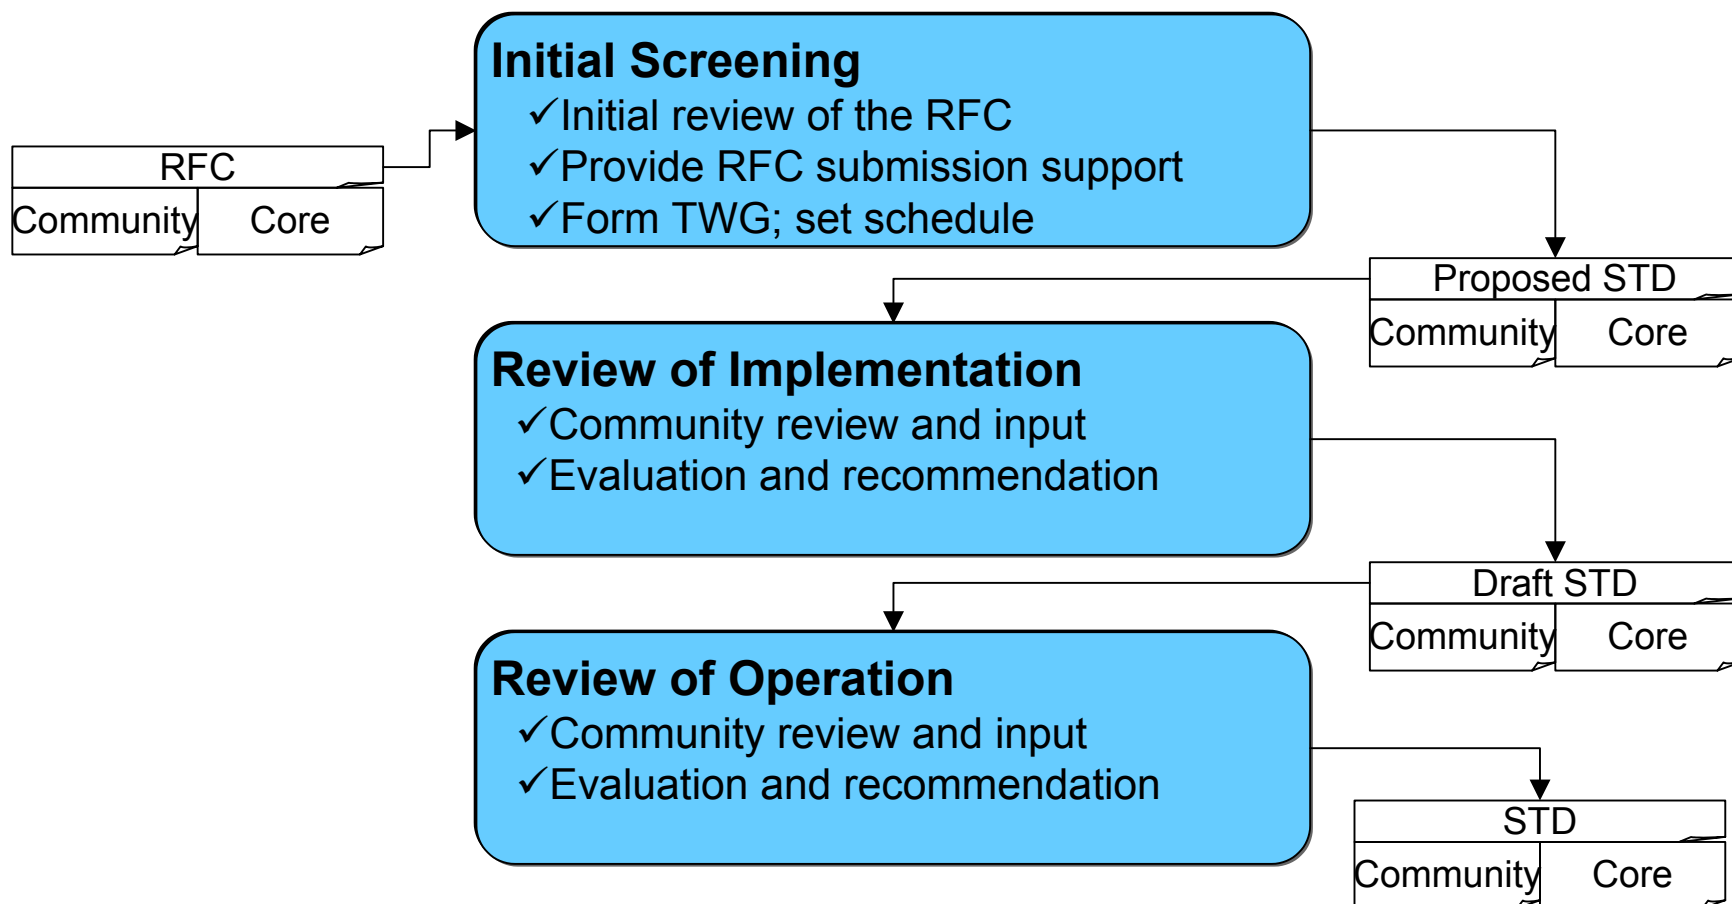 Initial Screening
✓Initial review of the RFC
✓Provide RFC submission support
✓Form TWG; set schedule
RFC
Community Core
Proposed STD
Community Core
Review of Implementation
✓Community review and input
✓Evaluation and recommendation
Draft STD
Community Core
Review of Operation
✓Community review and input
✓Evaluation and recommendation
STD
Community Core